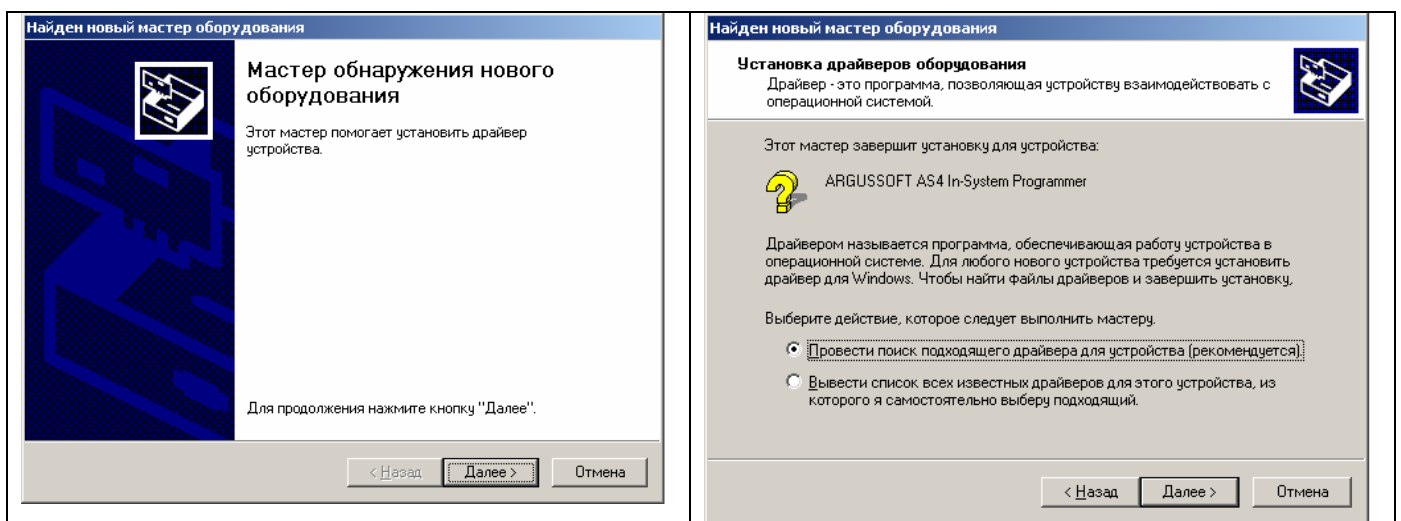 Найден новый мастер оборудования
Мастер обнаружения нового
оборудования
Этот мастер помогает установить драйвер
устройства.
Для продолжения нажмите кнопку "Далее".
< Назад
Далее >
Отмена
Найден новый мастер оборудования
Установка драйверов оборудования
Драйвер - это программа, позволяющая устройству взаимодействовать с
операционной системой.
Этот мастер завершит установку для устройства:
ARGUSSOFT AS4 In-System Programmer
Драйвером называется программа, обеспечивающая работу устройства в
операционной системе. Для любого нового устройства требуется установить
драйвер для Windows. Чтобы найти файлы драйверов и завершить установку,
Выберите действие, которое следует выполнить мастеру.
Провести поиск подходящего драйвера для устройства (рекомендуется).
Вывести список всех известных драйверов для этого устройства, из
которого я самостоятельно выберу подходящий.
< Назад
Далее >
Отмена